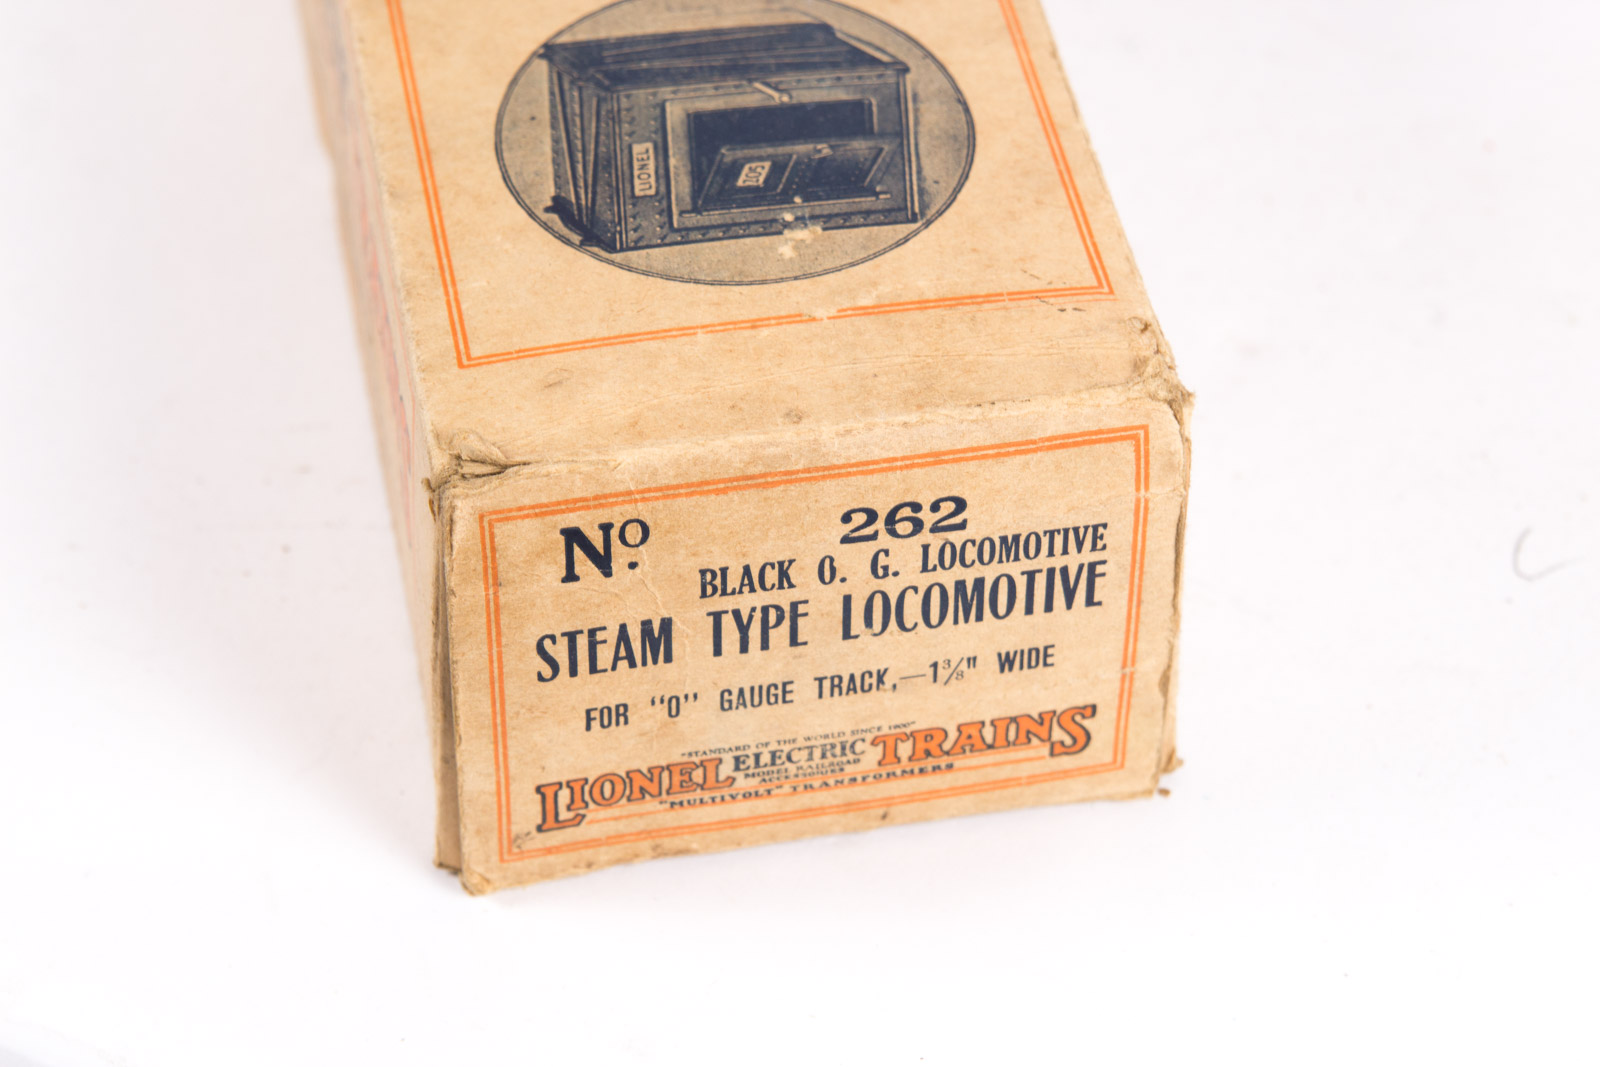 LIONEL
205
Nº. 262
BLACK O. G. LOCOMOTIVE
STEAM TYPE LOCOMOTIVE
FOR "O" GAUGE TRACK,—1⅜" WIDE
"STANDARD OF THE WORLD SINCE 1900"
LIONEL ELECTRIC TRAINS
MODEL RAILROAD
ACCESSORIES
"MULTIVOLT" TRANSFORMERS